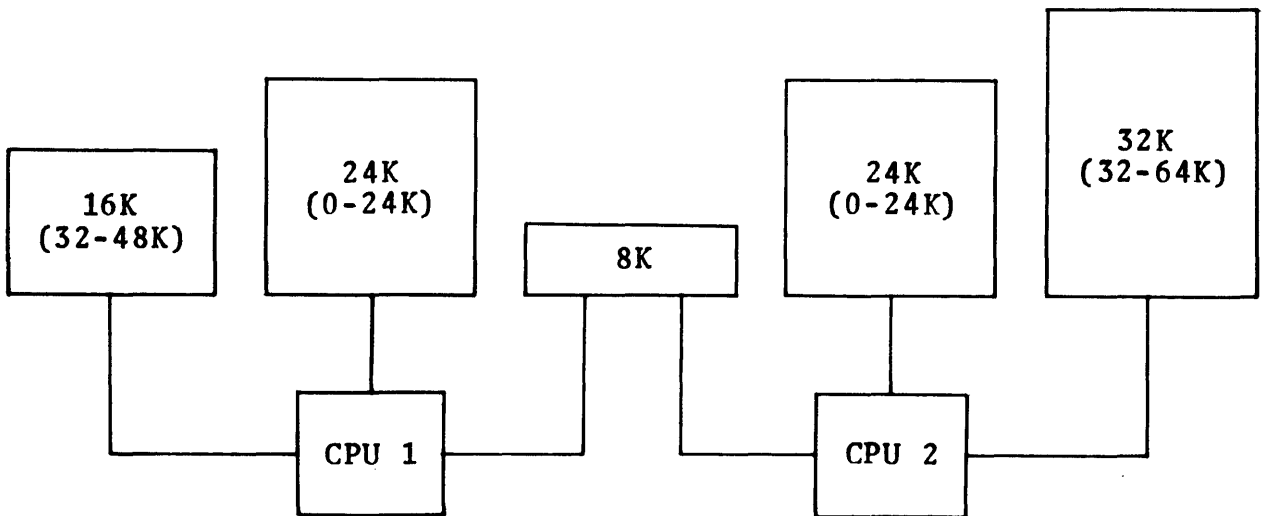 16K
(32-48K)
24K
(0-24K)
8K
24K
(0-24K)
32K
(32-64K)
CPU 1
CPU 2